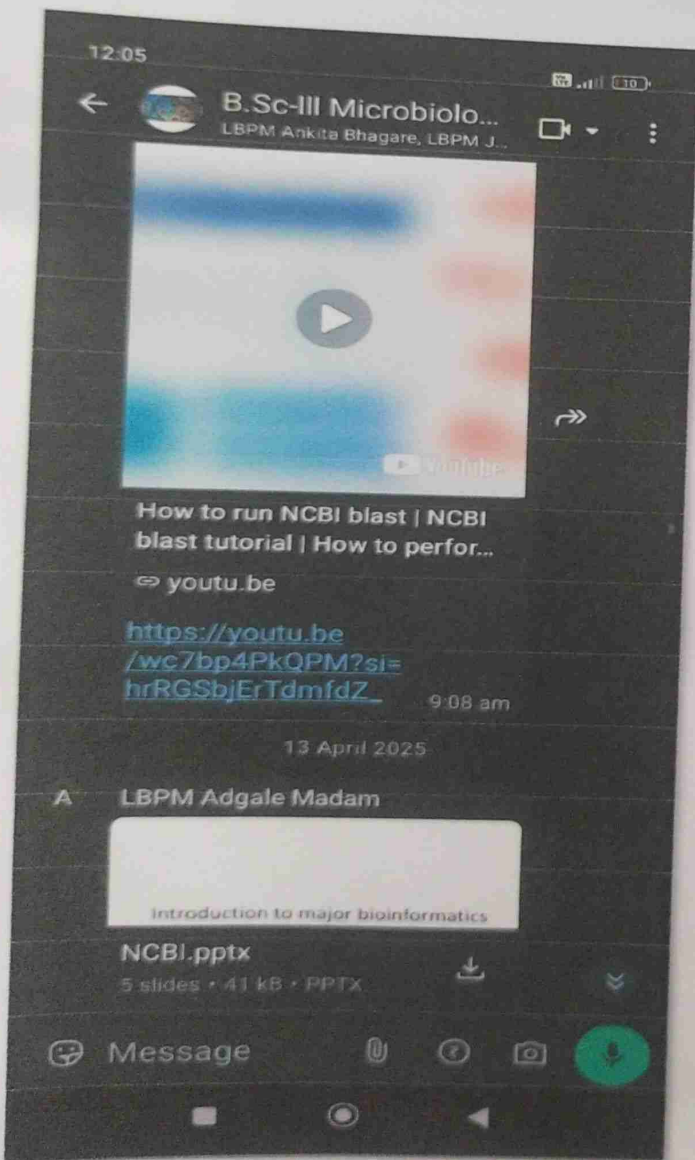 12:05
10
B.Sc-III Microbiolo...
LBPM Ankita Bhagare, LBPM J...
YouTube
How to run NCBI blast | NCBI
blast tutorial | How to perfor...
youtu.be
https://youtu.be
/wc7bp4PkQPM?si=
hrRGSbjErTdmfdZ_
9:08 am
13 April 2025
A LBPM Adgale Madam
Introduction to major bioinformatics
NCBI.pptx
5 slides • 41 kB • PPTX
Message